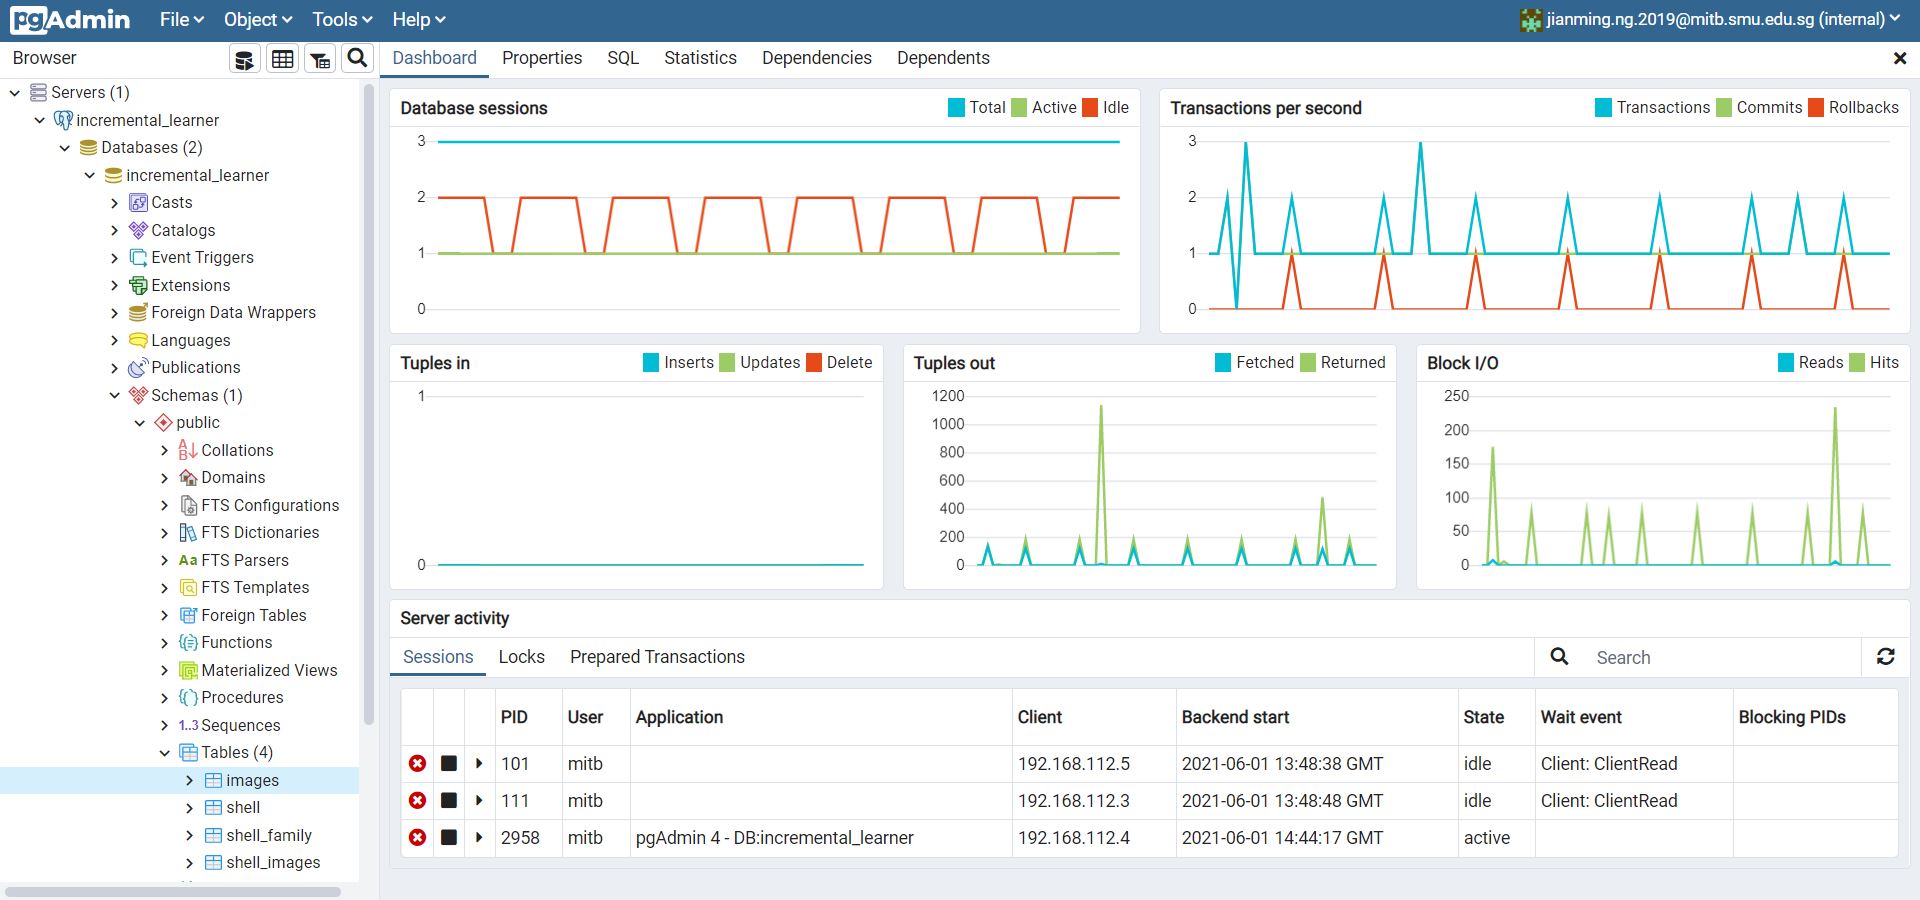 pgAdmin File Object Tools Help jianming.ng.2019@mitb.smu.edu.sg (internal)
Browser
Dashboard Properties SQL Statistics Dependencies Dependents
Servers (1)
incremental_learner
Databases (2)
incremental_learner
Casts
Catalogs
Event Triggers
Extensions
Foreign Data Wrappers
Languages
Publications
Schemas (1)
public
Collations
Domains
FTS Configurations
FTS Dictionaries
Aa FTS Parsers
FTS Templates
Foreign Tables
Functions
Materialized Views
Procedures
1..3 Sequences
Tables (4)
images
shell
shell_family
shell_images
Database sessions Total Active Idle
3
2
1
0
Transactions per second Transactions Commits Rollbacks
3
2
1
0
Tuples in Inserts Updates Delete
1
0
Tuples out Fetched Returned
1200
1000
800
600
400
200
0
Block I/O Reads Hits
250
200
150
100
50
0
Server activity
Sessions Locks Prepared Transactions Search
PID User Application Client Backend start State Wait event Blocking PIDs
101 mitb 192.168.112.5 2021-06-01 13:48:38 GMT idle Client: ClientRead
111 mitb 192.168.112.3 2021-06-01 13:48:48 GMT idle Client: ClientRead
2958 mitb pgAdmin 4 - DB:incremental_learner 192.168.112.4 2021-06-01 14:44:17 GMT active